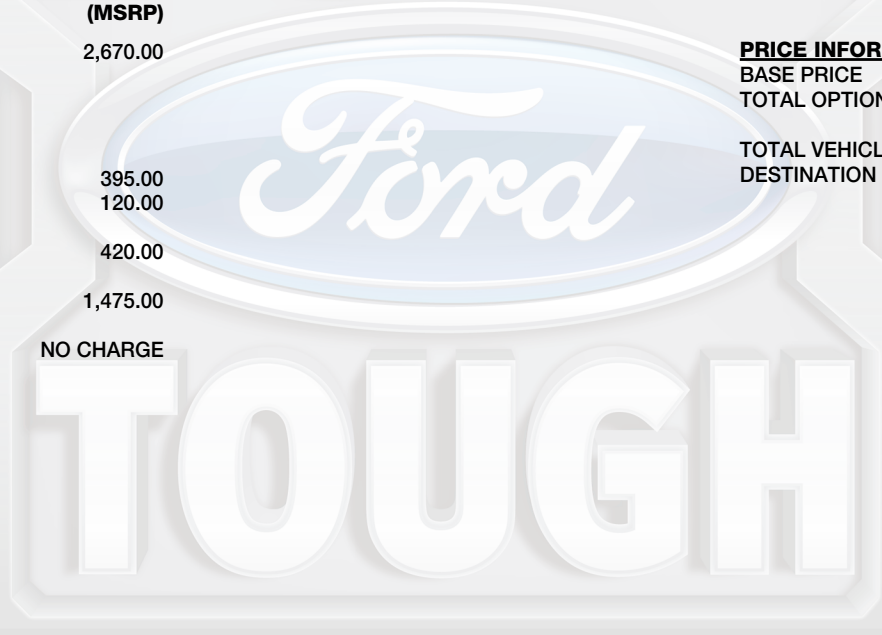 (MSRP)
2,670.00
395.00
120.00
420.00
1,475.00
NO CHARGE
PRICE INFOR
BASE PRICE
TOTAL OPTION
TOTAL VEHICL
DESTINATION
Ford
TOUGH